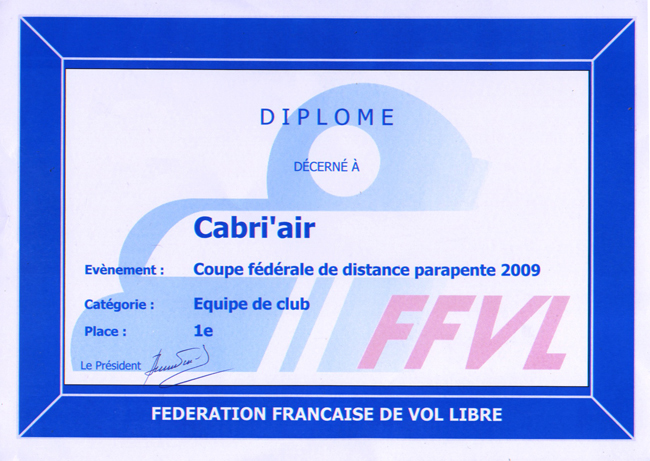 DIPLOME
DÉCERNÉ À
Cabri'air
Evènement : Coupe fédérale de distance parapente 2009
Catégorie : Equipe de club
Place : 1e
FFVL
Le Président
FEDERATION FRANCAISE DE VOL LIBRE